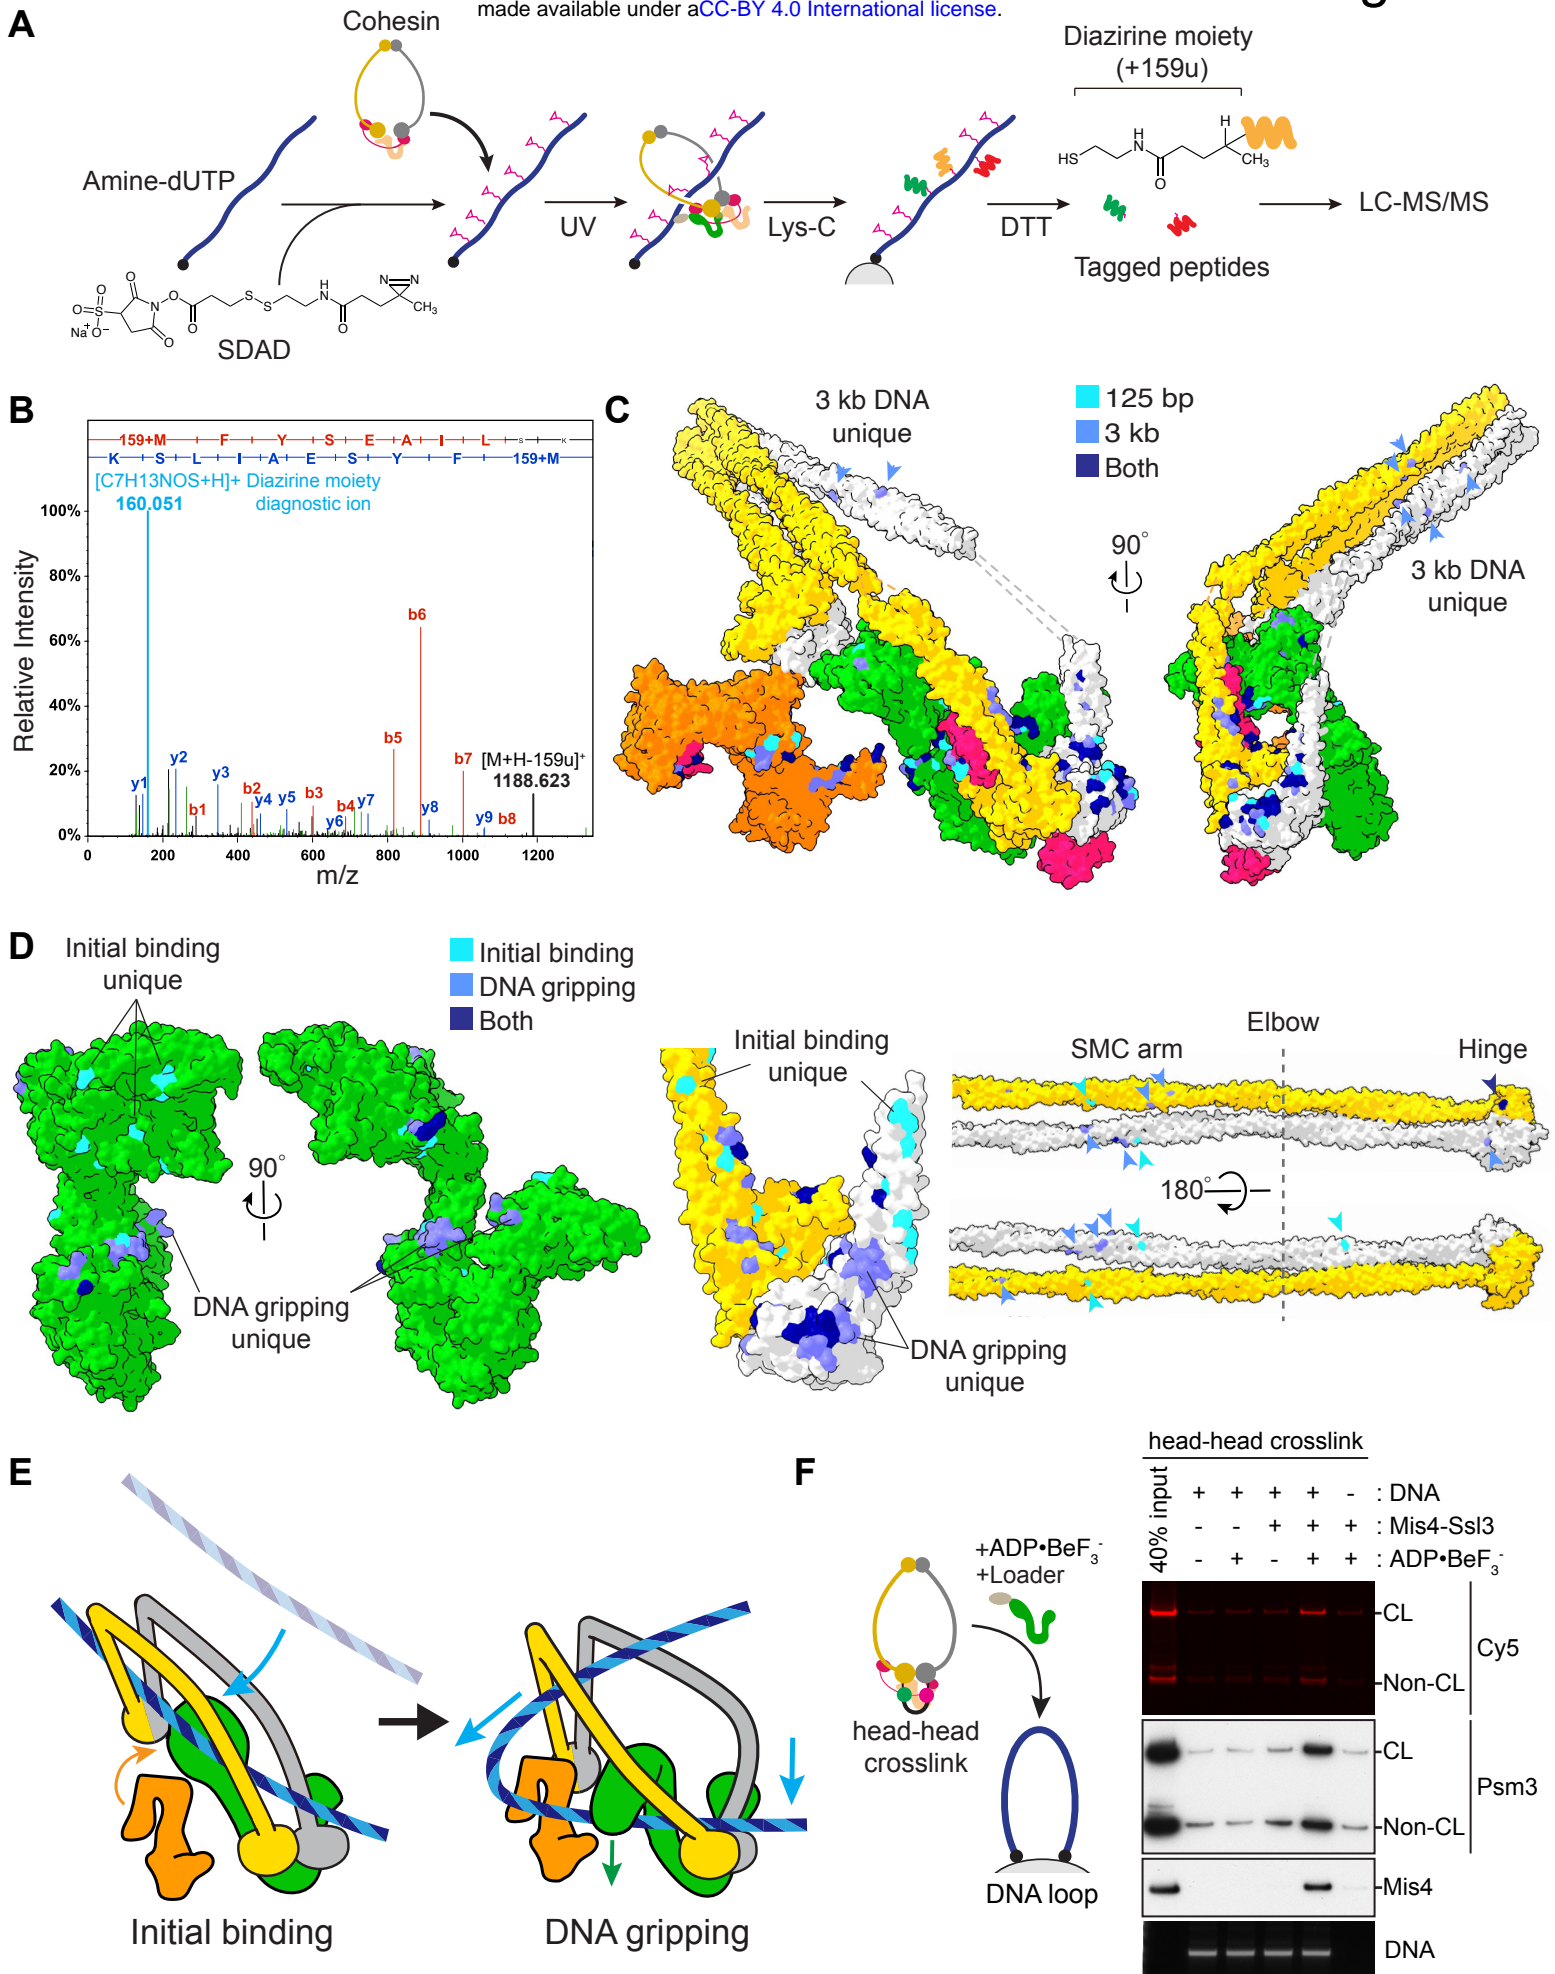 made available under aCC-BY 4.0 International license.
A
Cohesin
Diazirine moiety
(+159u)
Amine-dUTP
H
N
HS
O
H
CH3
UV
Lys-C
DTT
LC-MS/MS
Tagged peptides
O
O
O=S
Na+
O−
N
O
O
O
S
S
H
N
O
N=N
CH3
SDAD
B
159+M F Y S E A I L S K
K S L I A E S Y F 159+M
[C7H13NOS+H]+ Diazirine moiety
160.051 diagnostic ion
Relative Intensity
100%
80%
60%
40%
20%
0%
y1
y2
b1
y3
b2
y4
y5
b3
y6
b4
y7
b5
b6
y8
b7
y9
b8
[M+H-159u]+
1188.623
0 200 400 600 800 1000 1200
m/z
C
3 kb DNA
unique
125 bp
3 kb
Both
90°
3 kb DNA
unique
D
Initial binding
unique
Initial binding
DNA gripping
Both
90°
DNA gripping
unique
Initial binding
unique
DNA gripping
unique
SMC arm
Elbow
Hinge
180°
E
Initial binding
DNA gripping
F
+ADP•BeF3-
+Loader
head-head
crosslink
DNA loop
head-head crosslink
40% input
+ + + + - : DNA
- - + + + : Mis4-Ssl3
- + - + + : ADP•BeF3-
CL
Non-CL
Cy5
CL
Non-CL
Psm3
Mis4
DNA